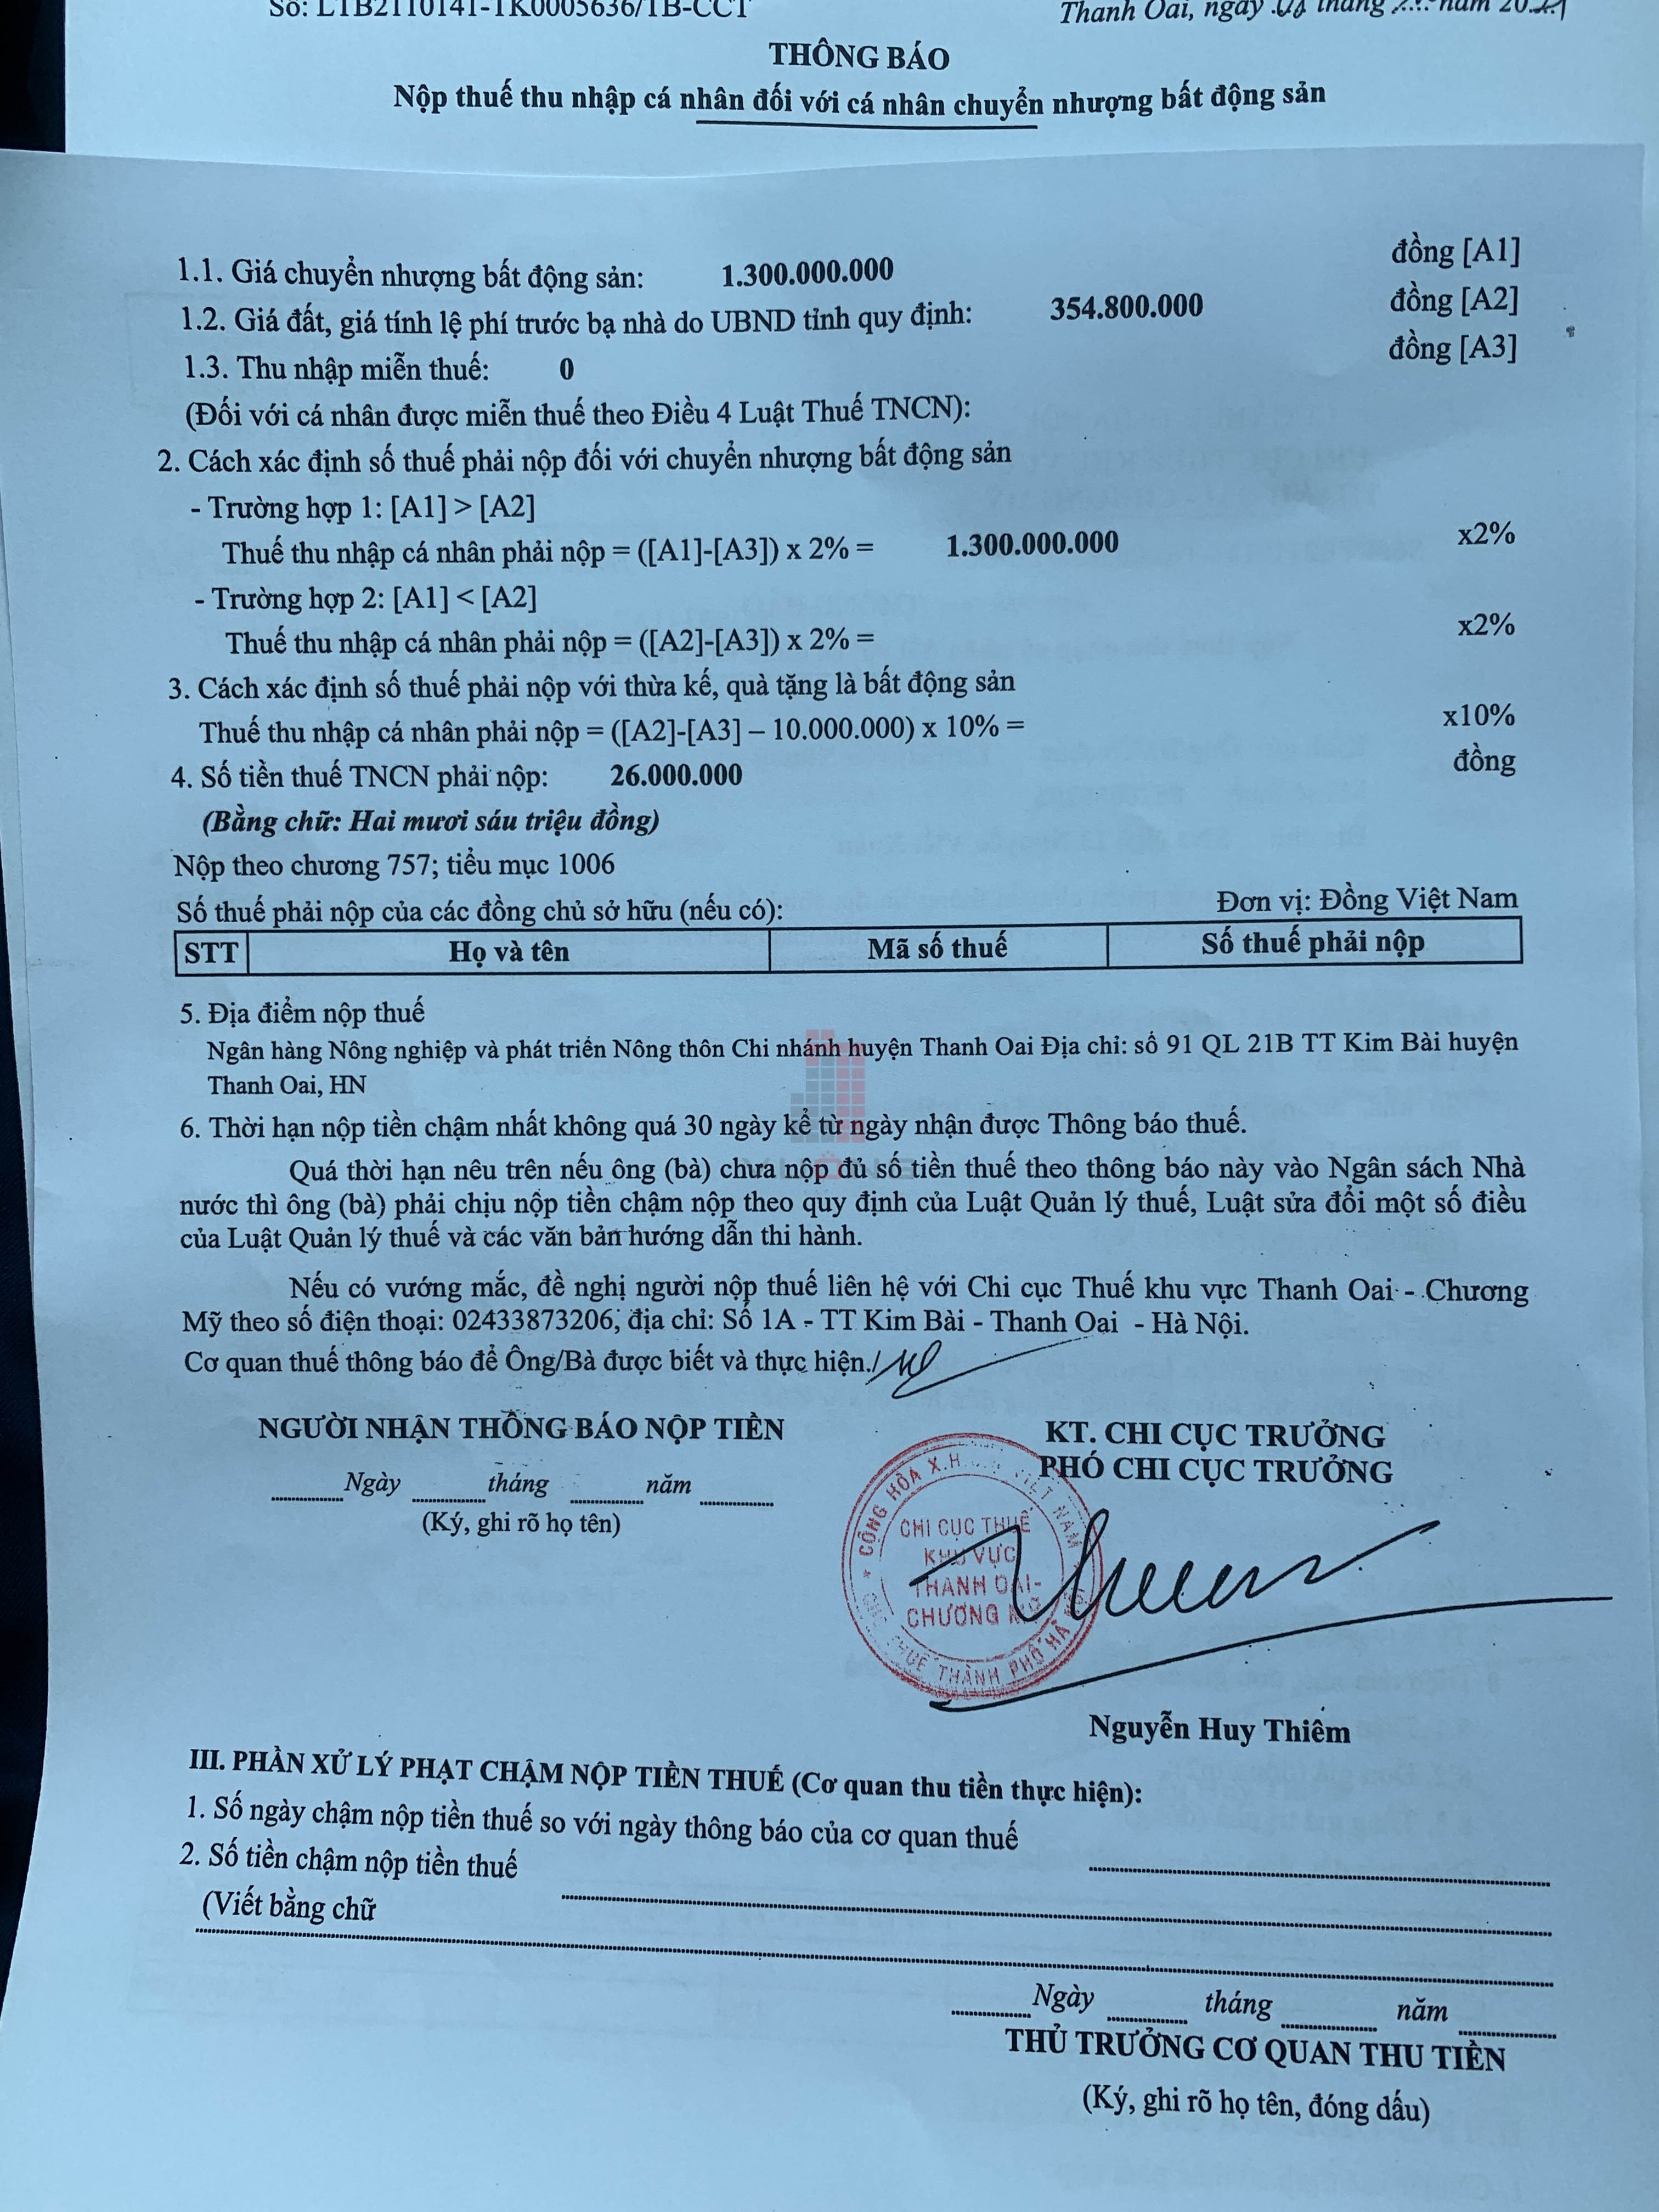 Số: LTB2110141-TK0005636/TB-CCT
Thanh Oai, ngày tháng năm
THÔNG BÁO
Nộp thuế thu nhập cá nhân đối với cá nhân chuyển nhượng bất động sản
1.1. Giá chuyển nhượng bất động sản: 1.300.000.000 đồng [A1]
1.2. Giá đất, giá tính lệ phí trước bạ nhà do UBND tỉnh quy định: 354.800.000 đồng [A2]
1.3. Thu nhập miễn thuế: 0 đồng [A3]
(Đối với cá nhân được miễn thuế theo Điều 4 Luật Thuế TNCN):
2. Cách xác định số thuế phải nộp đối với chuyển nhượng bất động sản
- Trường hợp 1: [A1] > [A2]
Thuế thu nhập cá nhân phải nộp = ([A1]-[A3]) x 2% = 1.300.000.000 x2%
- Trường hợp 2: [A1] < [A2]
Thuế thu nhập cá nhân phải nộp = ([A2]-[A3]) x 2% = x2%
3. Cách xác định số thuế phải nộp với thừa kế, quà tặng là bất động sản
Thuế thu nhập cá nhân phải nộp = ([A2]-[A3] – 10.000.000) x 10% = x10%
4. Số tiền thuế TNCN phải nộp: 26.000.000 đồng
(Bằng chữ: Hai mươi sáu triệu đồng)
Nộp theo chương 757; tiểu mục 1006
Số thuế phải nộp của các đồng chủ sở hữu (nếu có): Đơn vị: Đồng Việt Nam
STT Họ và tên Mã số thuế Số thuế phải nộp
5. Địa điểm nộp thuế
Ngân hàng Nông nghiệp và phát triển Nông thôn Chi nhánh huyện Thanh Oai Địa chỉ: số 91 QL 21B TT Kim Bài huyện
Thanh Oai, HN
6. Thời hạn nộp tiền chậm nhất không quá 30 ngày kể từ ngày nhận được Thông báo thuế.
Quá thời hạn nêu trên nếu ông (bà) chưa nộp đủ số tiền thuế theo thông báo này vào Ngân sách Nhà
nước thì ông (bà) phải chịu nộp tiền chậm nộp theo quy định của Luật Quản lý thuế, Luật sửa đổi một số điều
của Luật Quản lý thuế và các văn bản hướng dẫn thi hành.
Nếu có vướng mắc, đề nghị người nộp thuế liên hệ với Chi cục Thuế khu vực Thanh Oai - Chương
Mỹ theo số điện thoại: 02433873206, địa chỉ: Số 1A - TT Kim Bài - Thanh Oai - Hà Nội.
Cơ quan thuế thông báo để Ông/Bà được biết và thực hiện./
NGƯỜI NHẬN THÔNG BÁO NỘP TIỀN
Ngày tháng năm
(Ký, ghi rõ họ tên)
KT. CHI CỤC TRƯỞNG
PHÓ CHI CỤC TRƯỞNG
CỘNG HÒA X.H. VIỆT NAM
CHI CỤC THUẾ
KHU VỰC
THANH OAI-
CHƯƠNG MỸ
THUẾ THÀNH PHỐ HÀ NỘI
Nguyễn Huy Thiêm
III. PHẦN XỬ LÝ PHẠT CHẬM NỘP TIỀN THUẾ (Cơ quan thu tiền thực hiện):
1. Số ngày chậm nộp tiền thuế so với ngày thông báo của cơ quan thuế
2. Số tiền chậm nộp tiền thuế
(Viết bằng chữ
Ngày tháng năm
THỦ TRƯỞNG CƠ QUAN THU TIỀN
(Ký, ghi rõ họ tên, đóng dấu)